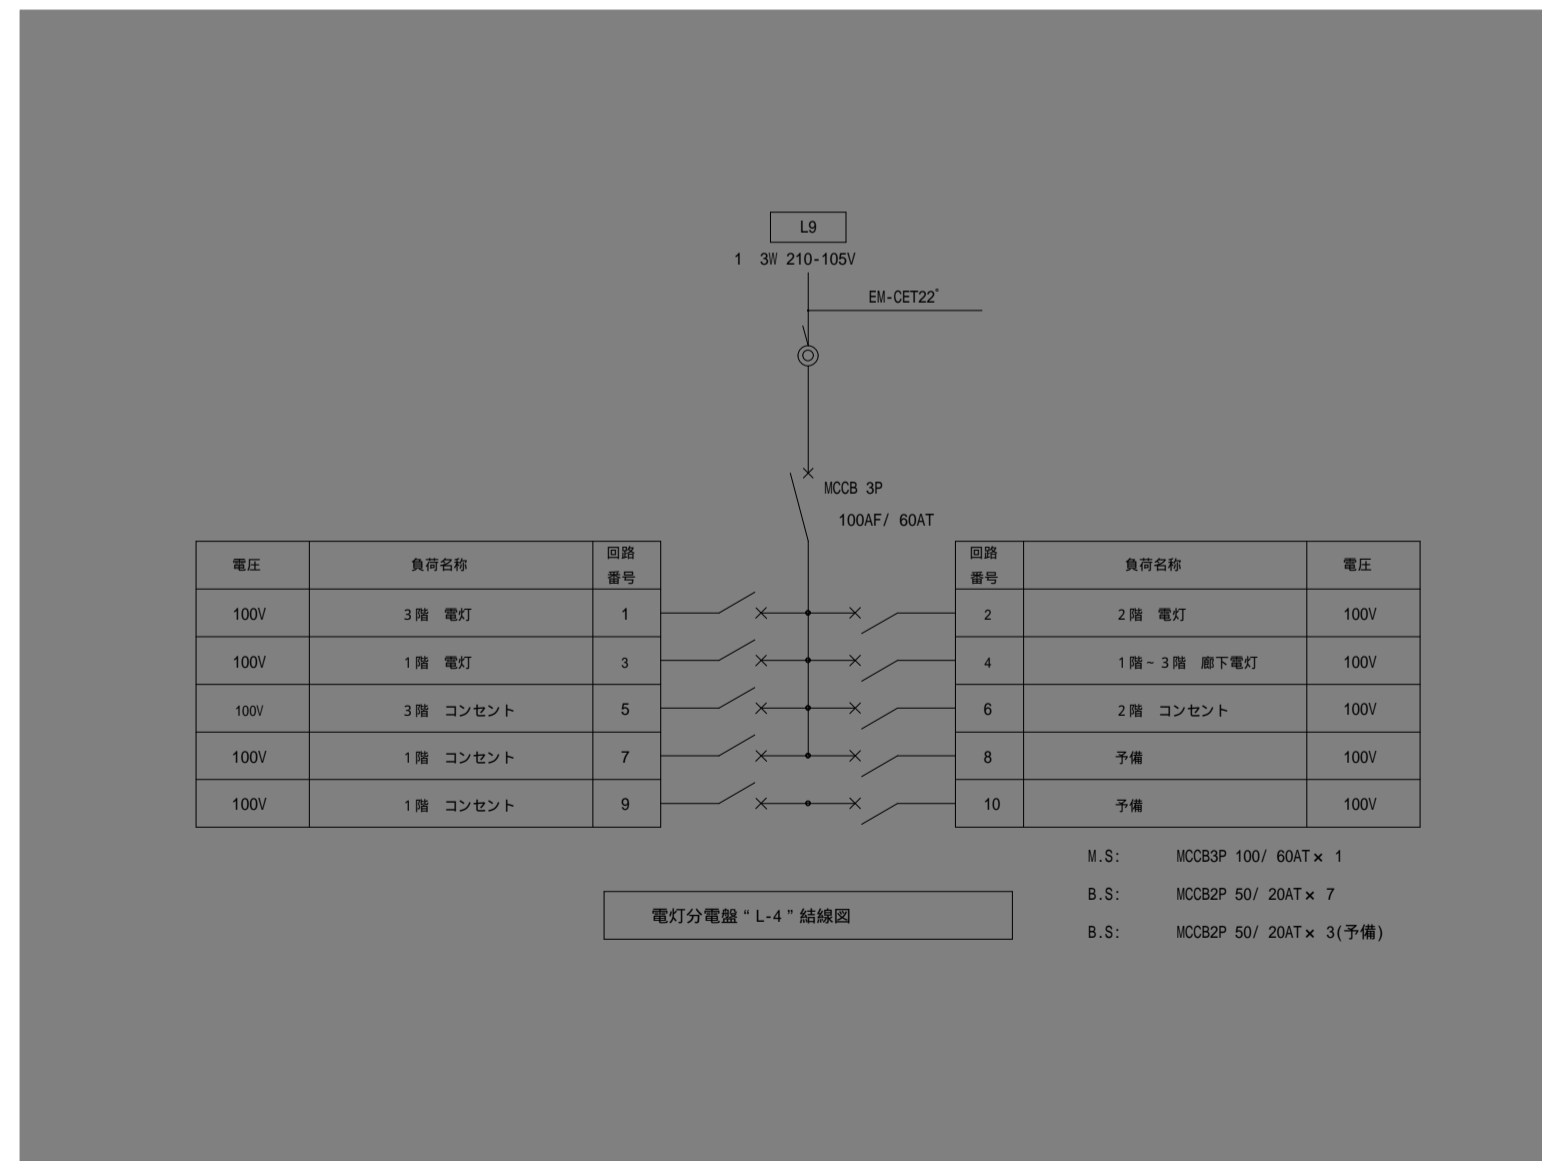 L9
1 3W 210-105V
EM-CET22°
MCCB 3P
100AF/ 60AT
電圧 負荷名称 回路番号
100V 3階 電灯 1
100V 1階 電灯 3
100V 3階 コンセント 5
100V 1階 コンセント 7
100V 1階 コンセント 9
回路番号 負荷名称 電圧
2 2階 電灯 100V
4 1階~3階 廊下電灯 100V
6 2階 コンセント 100V
8 予備 100V
10 予備 100V
M.S: MCCB3P 100/ 60AT× 1
B.S: MCCB2P 50/ 20AT× 7
B.S: MCCB2P 50/ 20AT× 3(予備)
電灯分電盤“L-4”結線図